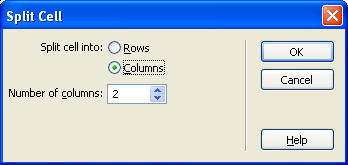 Split Cell
Split cell into: Rows
Columns
Number of columns: 2
OK
Cancel
Help